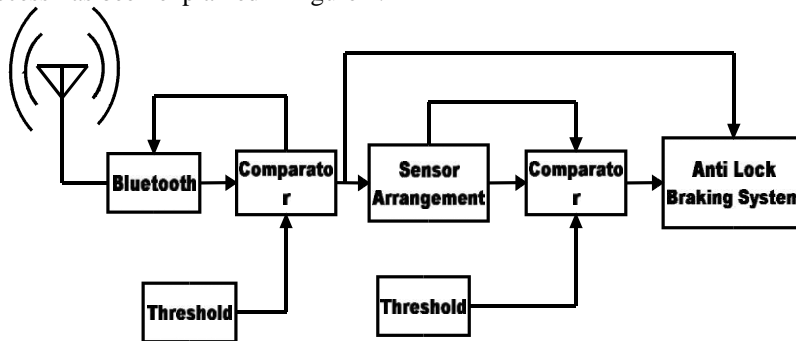 Bluetooth
Comparato
r
Sensor
Arrangement
Comparato
r
Anti Lock
Braking System
Threshold
Threshold